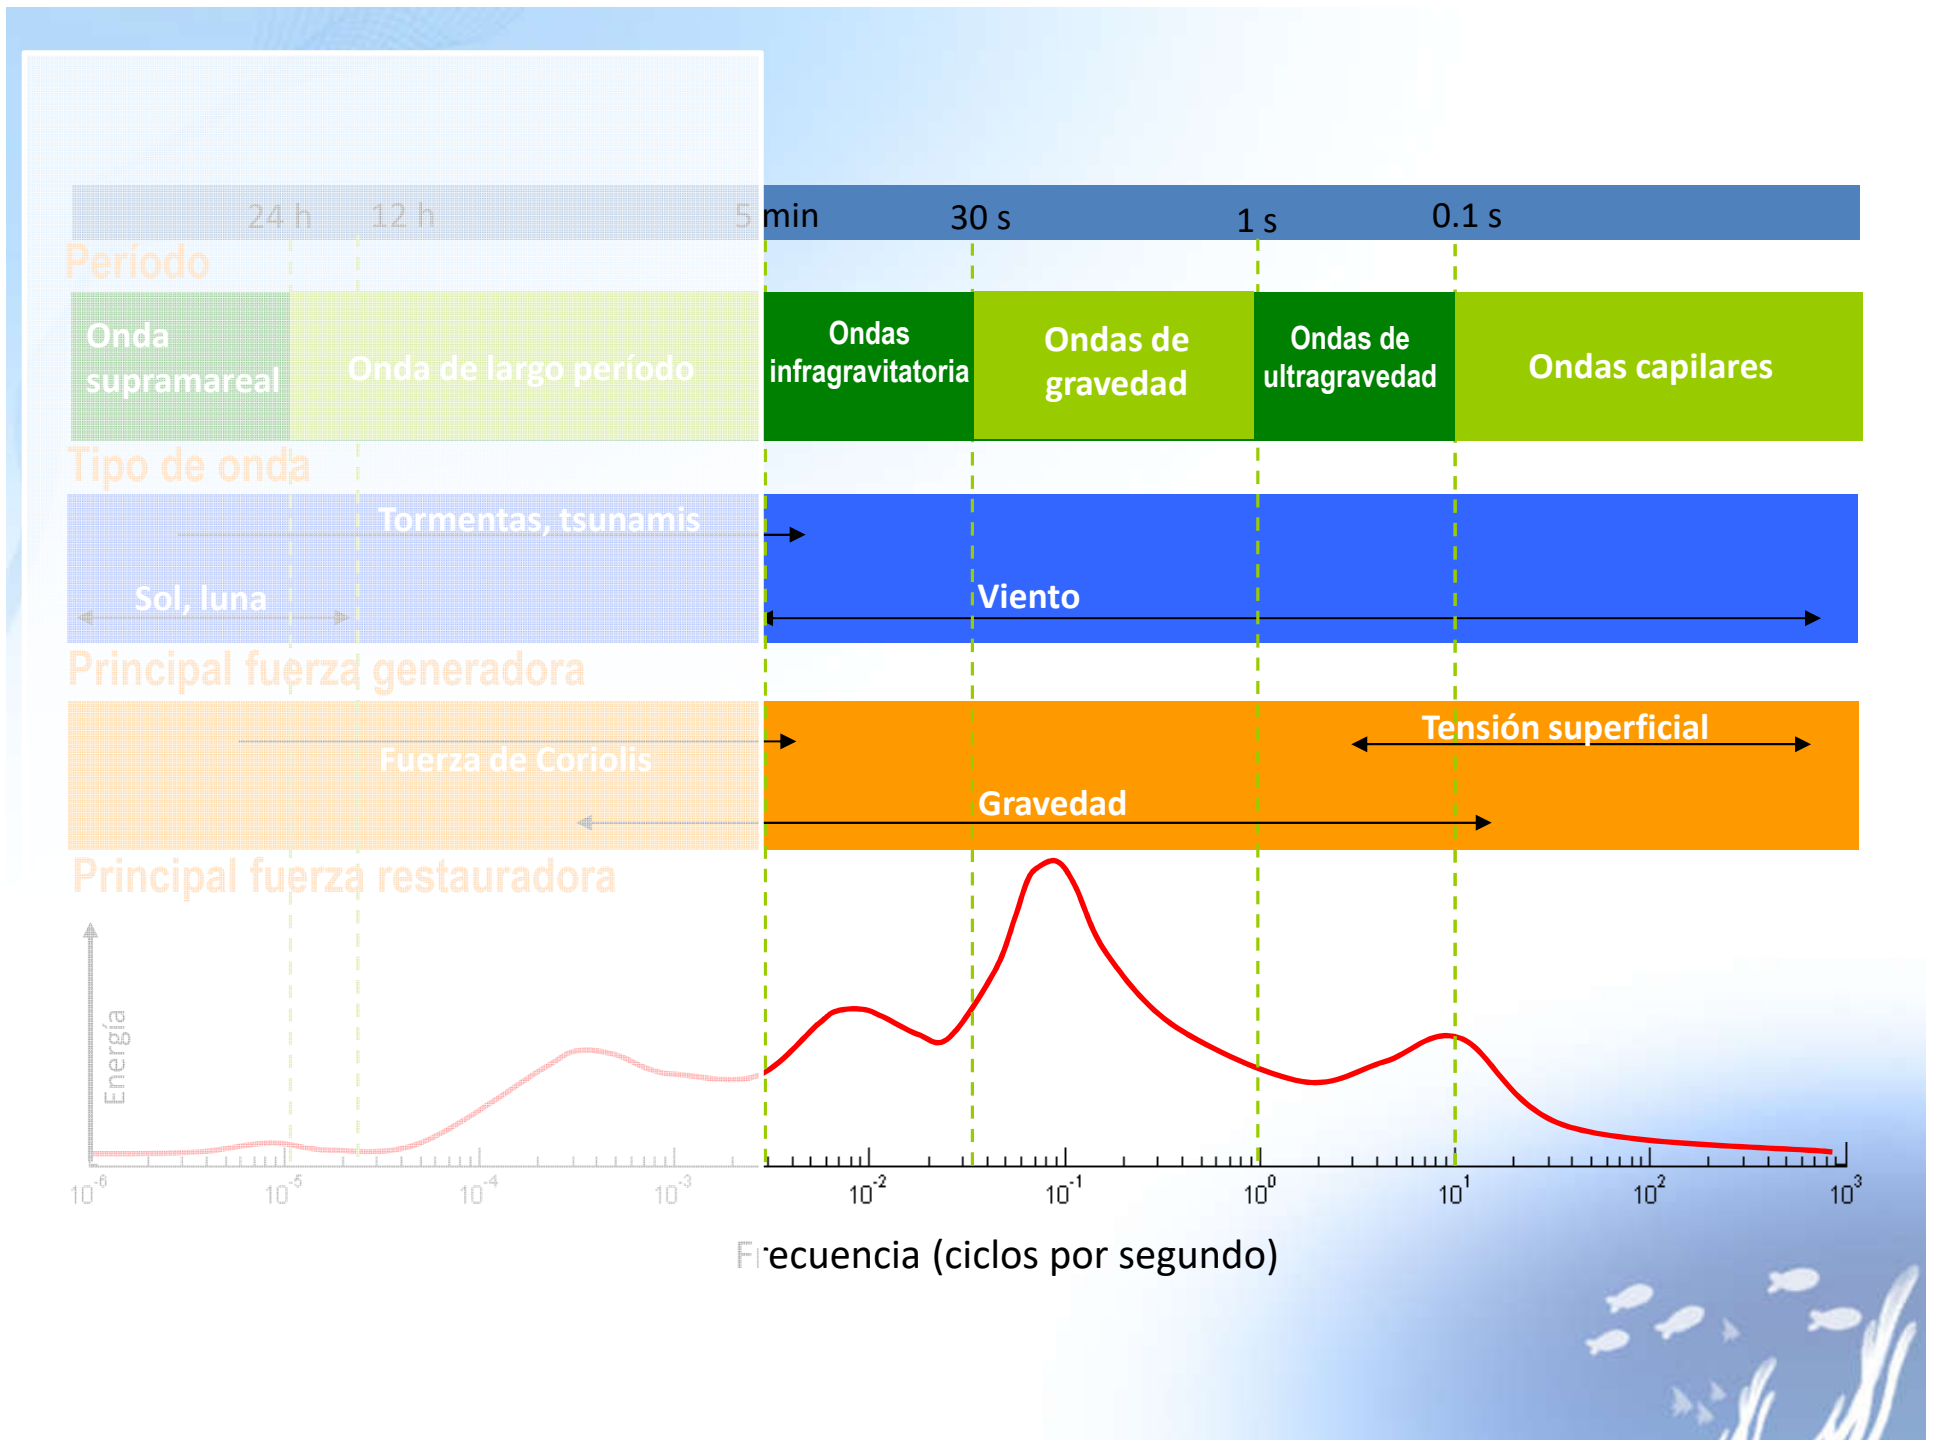 24 h 12 h 5 min 30 s 1 s 0.1 s
Período
Onda
supramareal
Onda de largo período
Ondas
infragravitatoria
Ondas de
gravedad
Ondas de
ultragravedad
Ondas capilares
Tipo de onda
Tormentas, tsunamis
Sol, luna
Viento
Principal fuerza generadora
Tensión superficial
Fuerza de Coriolis
Gravedad
Principal fuerza restauradora
Energía
10⁻⁶ 10⁻⁵ 10⁻⁴ 10⁻³ 10⁻² 10⁻¹ 10⁰ 10¹ 10² 10³
Frecuencia (ciclos por segundo)